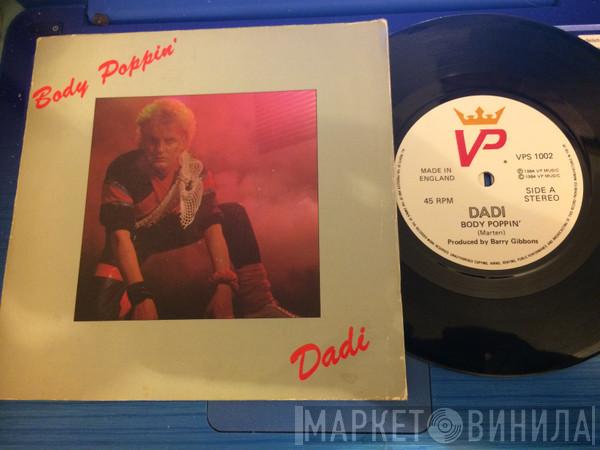 Body Poppin'
Dadi
VP
VPS 1002
MADE IN
ENGLAND
℗ 1984 VP MUSIC
© 1984 VP MUSIC
45 RPM
SIDE A
STEREO
DADI
BODY POPPIN'
(Marten)
Produced by Barry Gibbons
МАРКЕТ ВИНИЛА